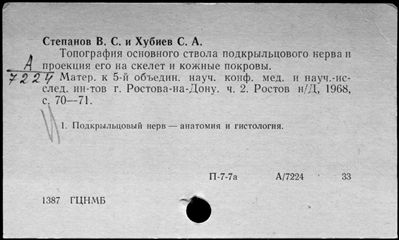 Степанов В. С. и Хубиев С. А.
Топография основного ствола подкрыльцового нерва и
проекция его на скелет и кожные покровы.
А
7224
Матер. к 5-й объедин. науч. конф. мед. и науч.-ис-
след. ин-тов г. Ростова-на-Дону. ч. 2. Ростов н/Д, 1968,
с. 70—71.
1. Подкрыльцовый нерв — анатомия и гистология.
П-7-7а А/7224 33
1387 ГЦНМБ